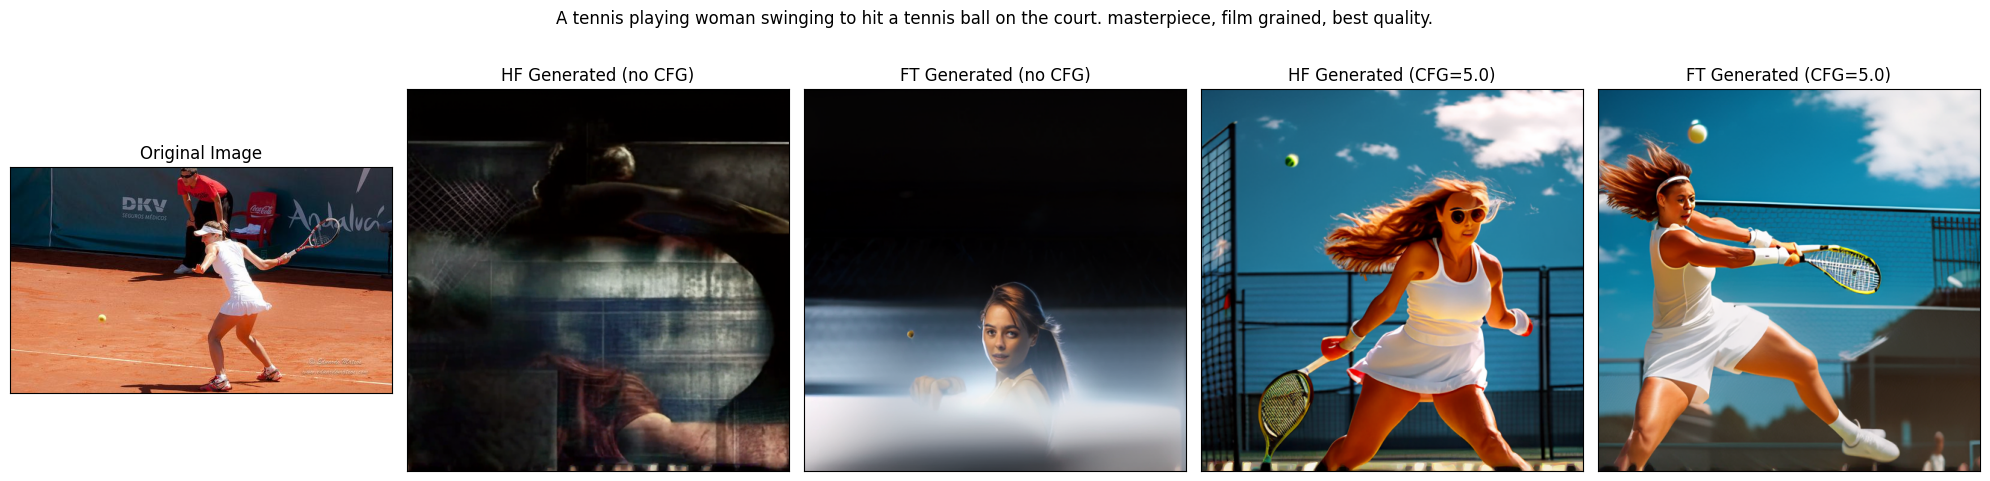 A tennis playing woman swinging to hit a tennis ball on the court. masterpiece, film grained, best quality.
Original Image
HF Generated (no CFG)
FT Generated (no CFG)
HF Generated (CFG=5.0)
FT Generated (CFG=5.0)
DKV
SEGUROS MÉDICOS
Coca-Cola
Andalucí